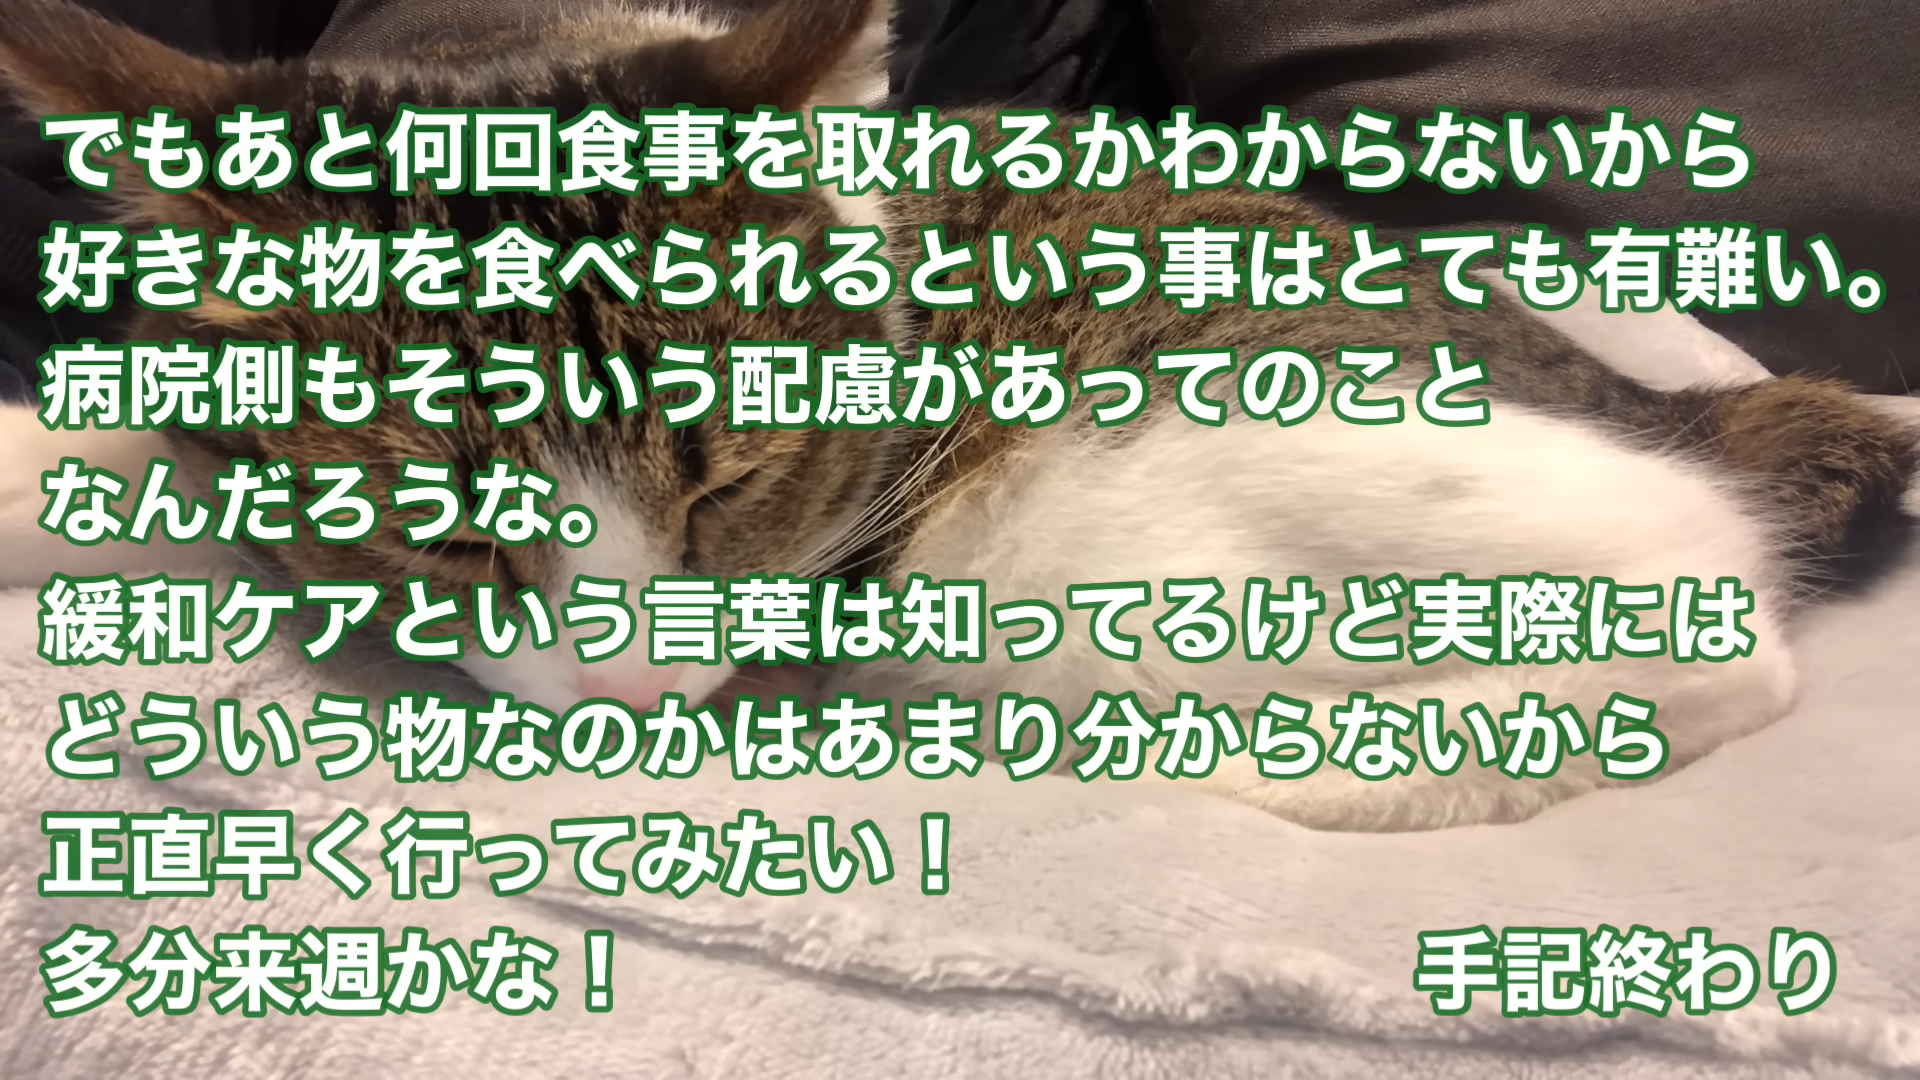 でもあと何回食事を取れるかわからないから
好きな物を食べられるという事はとても有難い。
病院側もそういう配慮があってのこと
なんだろうな。
緩和ケアという言葉は知ってるけど実際には
どういう物なのかはあまり分からないから
正直早く行ってみたい！
多分来週かな！ 手記終わり